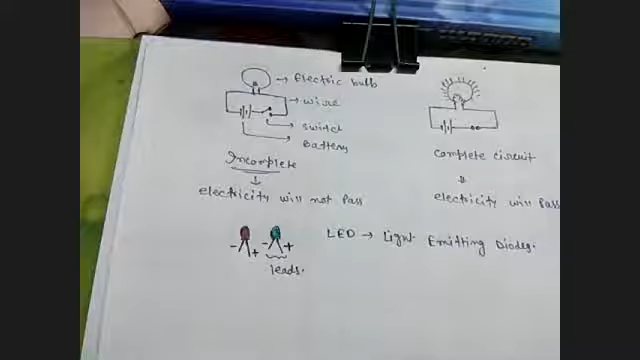 Electric bulb
wire
switch
Battery
Incomplete
electricity will not pass
complete circuit
electricity will pass
- + - +
leads.
LED → Light Emitting Diodes.